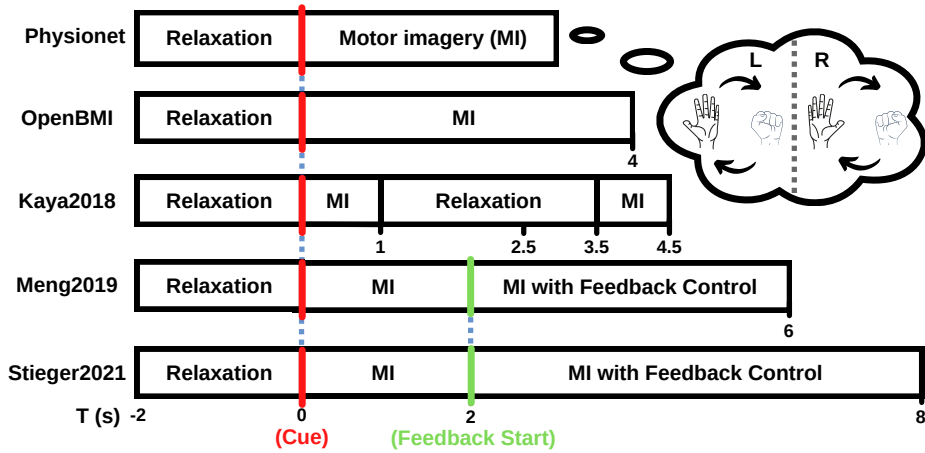 Physionet Relaxation Motor imagery (MI)
L R
OpenBMI Relaxation MI
4
Kaya2018 Relaxation MI Relaxation MI
1 2.5 3.5 4.5
Meng2019 Relaxation MI MI with Feedback Control
6
Stieger2021 Relaxation MI MI with Feedback Control
T (s) -2 0 2 8
(Cue) (Feedback Start)